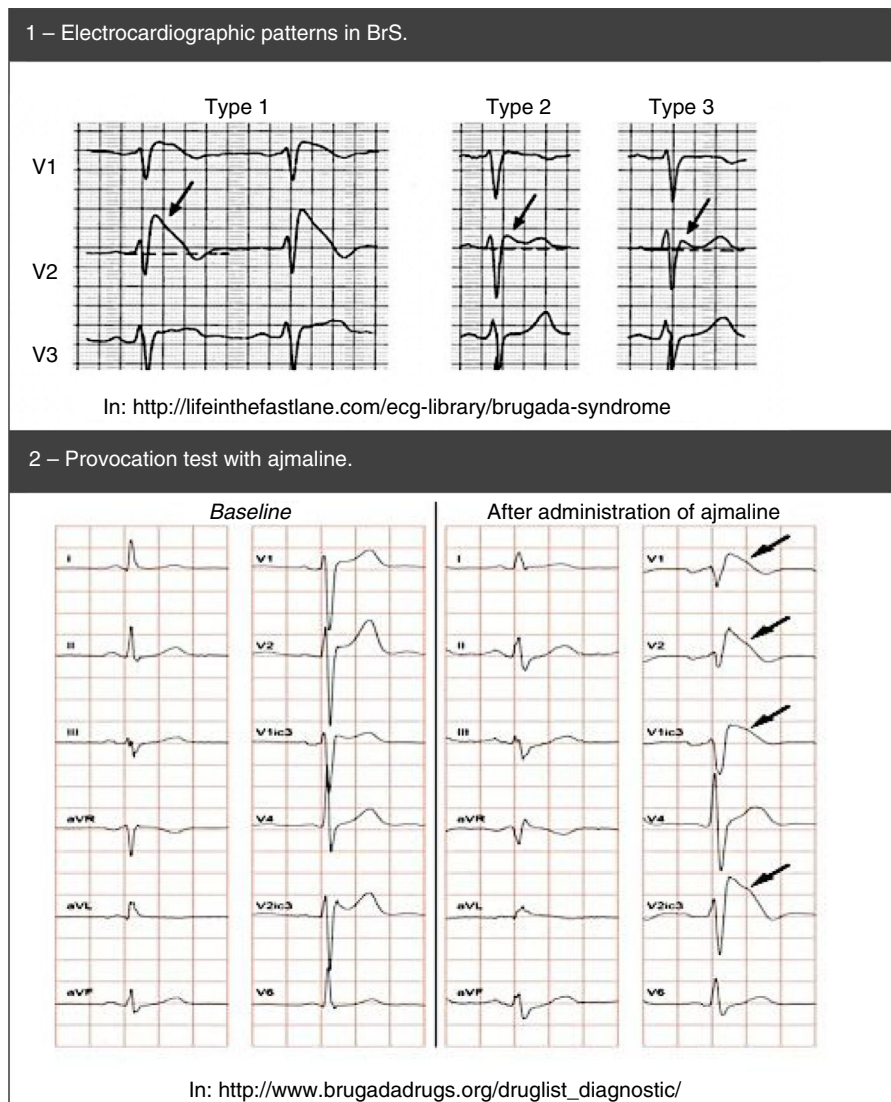 1 – Electrocardiographic patterns in BrS.
Type 1 Type 2 Type 3
V1
V2
V3
In: http://lifeinthefastlane.com/ecg-library/brugada-syndrome
2 – Provocation test with ajmaline.
Baseline After administration of ajmaline
I V1 I V1
II V2 II V2
III V1ic3 III V1ic3
aVR V4 aVR V4
aVL V2ic3 aVL V2ic3
aVF V6 aVF V6
In: http://www.brugadadrugs.org/druglist_diagnostic/